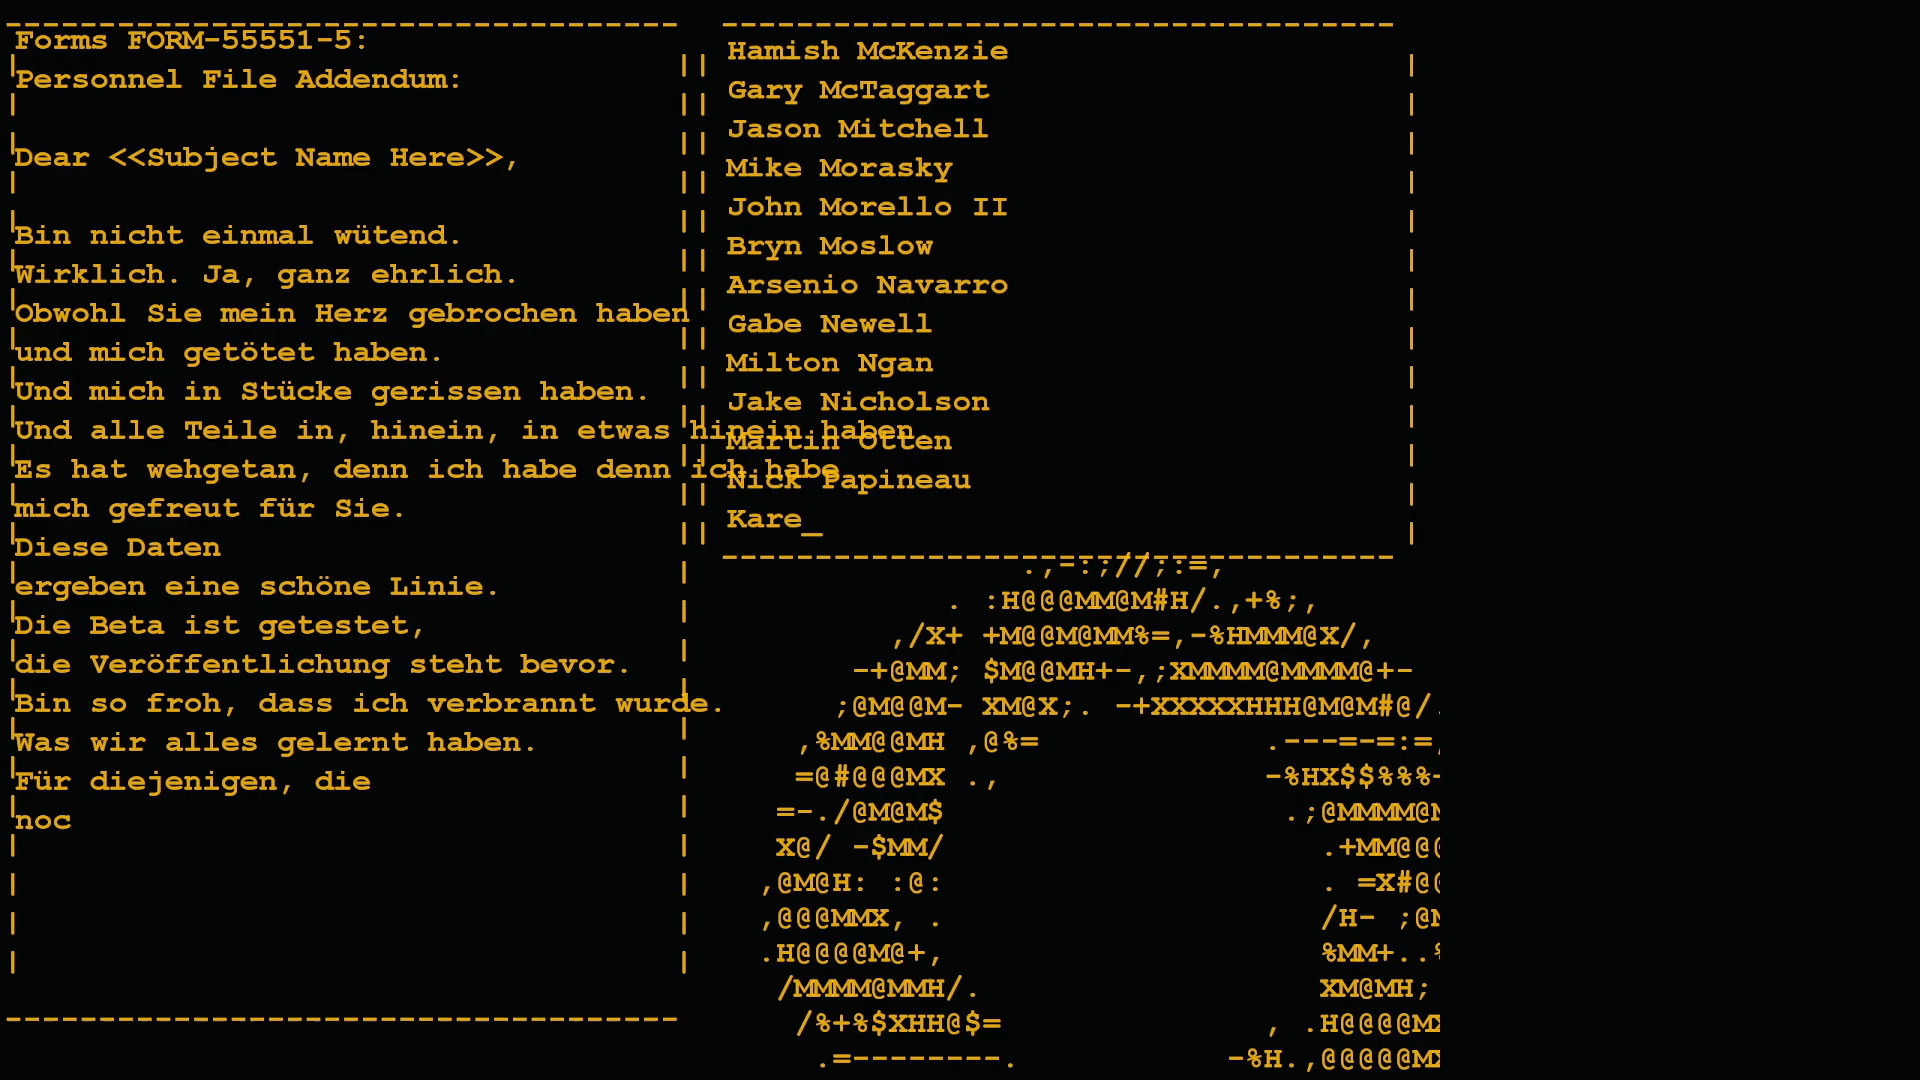 Forms FORM-55551-5:
Personnel File Addendum:
Dear <<Subject Name Here>>,
Bin nicht einmal wütend.
Wirklich. Ja, ganz ehrlich.
Obwohl Sie mein Herz gebrochen haben
und mich getötet haben.
Und mich in Stücke gerissen haben.
Und alle Teile in, hinein, in etwas hinein haben
Es hat wehgetan, denn ich habe denn ich habe
mich gefreut für Sie.
Diese Daten
ergeben eine schöne Linie.
Die Beta ist getestet,
die Veröffentlichung steht bevor.
Bin so froh, dass ich verbrannt wurde.
Was wir alles gelernt haben.
Für diejenigen, die
noc
Hamish McKenzie
Gary McTaggart
Jason Mitchell
Mike Morasky
John Morello II
Bryn Moslow
Arsenio Navarro
Gabe Newell
Milton Ngan
Jake Nicholson
Martin Otten
Nick Papineau
Kare_